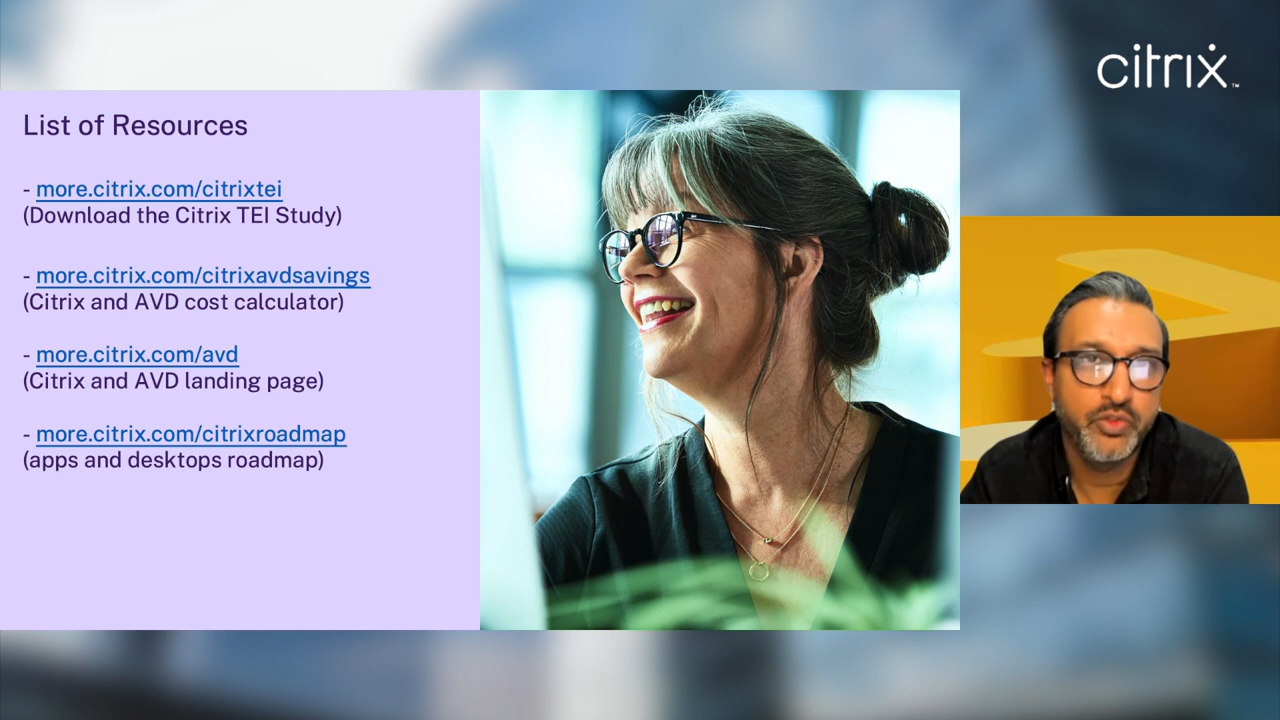 citrix™
List of Resources
- more.citrix.com/citrixtei
(Download the Citrix TEI Study)
- more.citrix.com/citrixavdsavings
(Citrix and AVD cost calculator)
- more.citrix.com/avd
(Citrix and AVD landing page)
- more.citrix.com/citrixroadmap
(apps and desktops roadmap)